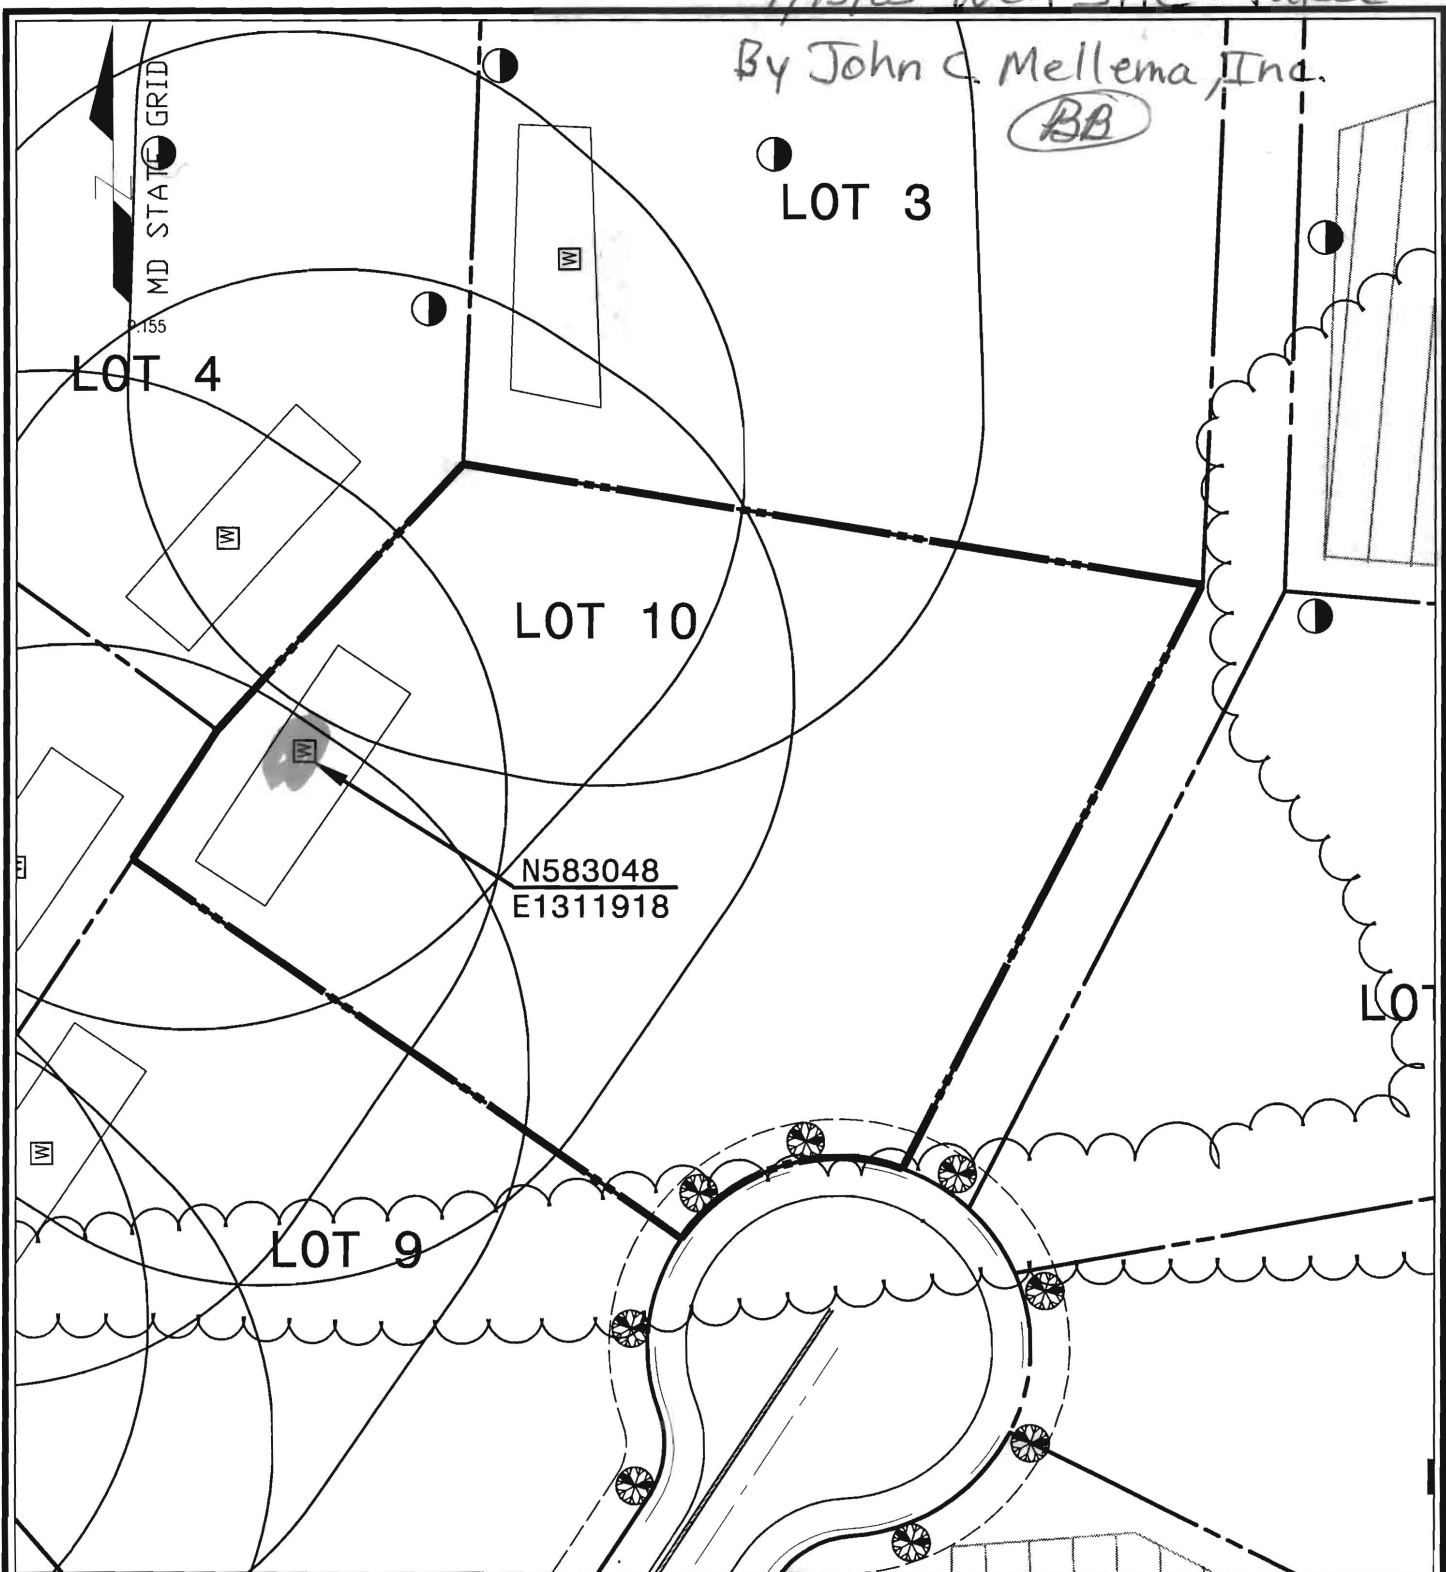 By John C. Mellema, Inc.
BB
MD STATE GRID
LOT 3
W
P.155
LOT 4
W
LOT 10
W
W
N583048
E1311918
LOT
W
LOT 9